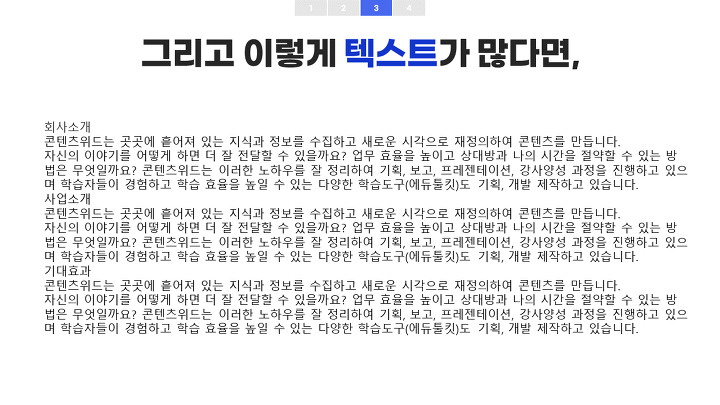 1 2 3 4
그리고 이렇게 텍스트가 많다면,
회사소개
콘텐츠위드는 곳곳에 흩어져 있는 지식과 정보를 수집하고 새로운 시각으로 재정의하여 콘텐츠를 만듭니다.
자신의 이야기를 어떻게 하면 더 잘 전달할 수 있을까요? 업무 효율을 높이고 상대방과 나의 시간을 절약할 수 있는 방
법은 무엇일까요? 콘텐츠위드는 이러한 노하우를 잘 정리하여 기획, 보고, 프레젠테이션, 강사양성 과정을 진행하고 있으
며 학습자들이 경험하고 학습 효율을 높일 수 있는 다양한 학습도구(에듀툴킷)도 기획, 개발 제작하고 있습니다.
사업소개
콘텐츠위드는 곳곳에 흩어져 있는 지식과 정보를 수집하고 새로운 시각으로 재정의하여 콘텐츠를 만듭니다.
자신의 이야기를 어떻게 하면 더 잘 전달할 수 있을까요? 업무 효율을 높이고 상대방과 나의 시간을 절약할 수 있는 방
법은 무엇일까요? 콘텐츠위드는 이러한 노하우를 잘 정리하여 기획, 보고, 프레젠테이션, 강사양성 과정을 진행하고 있으
며 학습자들이 경험하고 학습 효율을 높일 수 있는 다양한 학습도구(에듀툴킷)도 기획, 개발 제작하고 있습니다.
기대효과
콘텐츠위드는 곳곳에 흩어져 있는 지식과 정보를 수집하고 새로운 시각으로 재정의하여 콘텐츠를 만듭니다.
자신의 이야기를 어떻게 하면 더 잘 전달할 수 있을까요? 업무 효율을 높이고 상대방과 나의 시간을 절약할 수 있는 방
법은 무엇일까요? 콘텐츠위드는 이러한 노하우를 잘 정리하여 기획, 보고, 프레젠테이션, 강사양성 과정을 진행하고 있으
며 학습자들이 경험하고 학습 효율을 높일 수 있는 다양한 학습도구(에듀툴킷)도 기획, 개발 제작하고 있습니다.